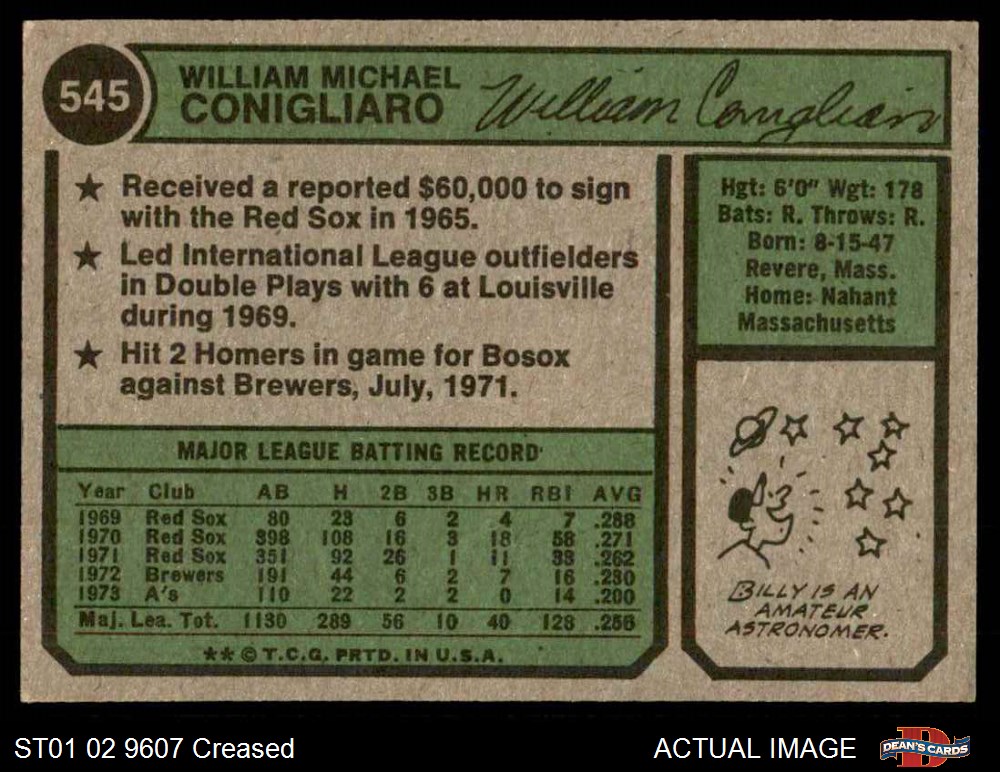 545
WILLIAM MICHAEL
CONIGLIARO
William Conigliaro
★ Received a reported $60,000 to sign
with the Red Sox in 1965.
★ Led International League outfielders
in Double Plays with 6 at Louisville
during 1969.
★ Hit 2 Homers in game for Bosox
against Brewers, July, 1971.
Hgt: 6'0" Wgt: 178
Bats: R. Throws: R.
Born: 8-15-47
Revere, Mass.
Home: Nahant
Massachusetts
MAJOR LEAGUE BATTING RECORD
Year Club AB H 2B 3B HR RBI AVG
1969 Red Sox 80 23 6 2 4 7 .288
1970 Red Sox 398 108 16 3 18 58 .271
1971 Red Sox 351 92 26 1 11 33 .262
1972 Brewers 191 44 6 2 7 16 .230
1973 A's 110 22 2 2 0 14 .200
Maj. Lea. Tot. 1130 289 56 10 40 128 .256
** © T.C.G. PRTD. IN U.S.A.
BILLY IS AN
AMATEUR
ASTRONOMER.
ST01 02 9607 Creased
ACTUAL IMAGE
DEAN'S CARDS